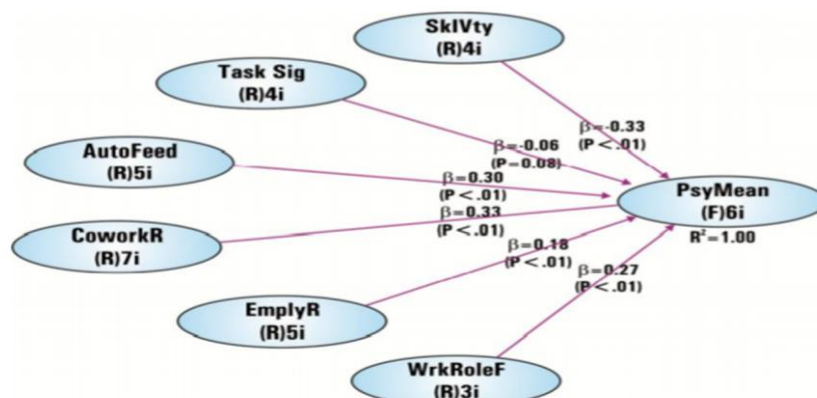 SklVty
(R)4i
Task Sig
(R)4i
β=-0.33
(P<.01)
β=-0.06
(P=0.08)
AutoFeed
(R)5i
β=0.30
(P<.01)
PsyMean
(F)6i
R²=1.00
β=0.33
(P<.01)
CoworkR
(R)7i
β=0.18
(P<.01)
β=0.27
(P<.01)
EmplyR
(R)5i
WrkRoleF
(R)3i